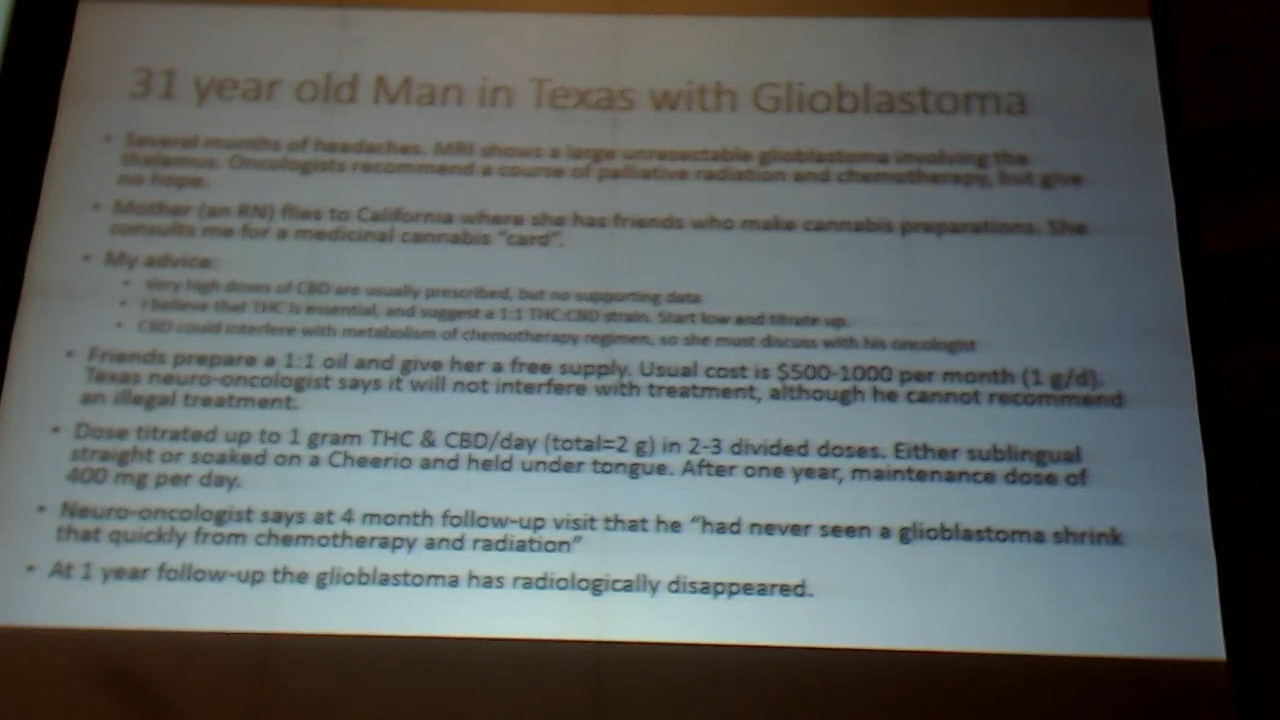 31 year old Man in Texas with Glioblastoma
• Several months of headaches. MRI shows a large unresectable glioblastoma involving the
thalamus. Oncologists recommend a course of palliative radiation and chemotherapy, but give
no hope.
• Mother (an RN) flies to California where she has friends who make cannabis preparations. She
consults me for a medicinal cannabis "card".
• My advice:
• Very high doses of CBD are usually prescribed, but no supporting data
• I believe that THC is essential, and suggest a 1:1 THC:CBD strain. Start low and titrate up.
• CBD could interfere with metabolism of chemotherapy regimen, so she must discuss with his oncologist
• Friends prepare a 1:1 oil and give her a free supply. Usual cost is $500-1000 per month (1 g/d).
Texas neuro-oncologist says it will not interfere with treatment, although he cannot recommend
an illegal treatment.
• Dose titrated up to 1 gram THC & CBD/day (total=2 g) in 2-3 divided doses. Either sublingual
straight or soaked on a Cheerio and held under tongue. After one year, maintenance dose of
400 mg per day.
• Neuro-oncologist says at 4 month follow-up visit that he "had never seen a glioblastoma shrink
that quickly from chemotherapy and radiation"
• At 1 year follow-up the glioblastoma has radiologically disappeared.